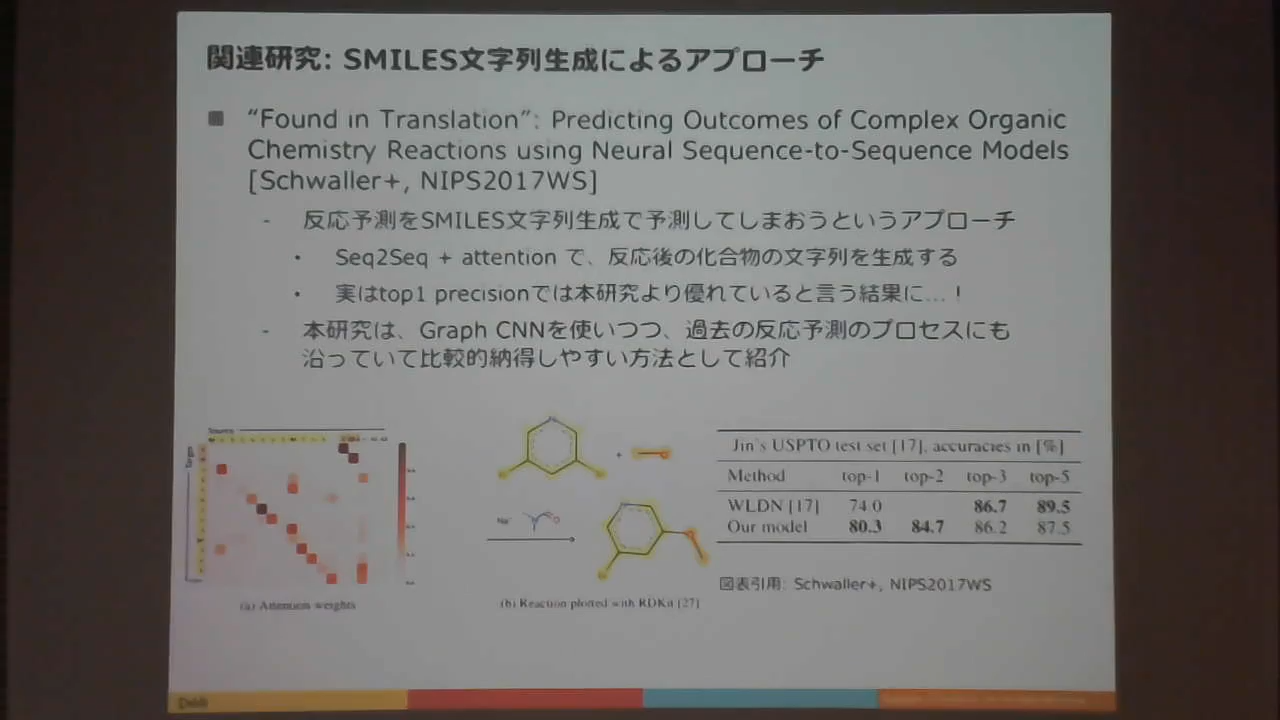 関連研究: SMILES文字列生成によるアプローチ
■ “Found in Translation”: Predicting Outcomes of Complex Organic
Chemistry Reactions using Neural Sequence-to-Sequence Models
[Schwaller+, NIPS2017WS]
- 反応予測をSMILES文字列生成で予測してしまおうというアプローチ
・ Seq2Seq + attention で、反応後の化合物の文字列を生成する
・ 実はtop1 precisionでは本研究より優れていると言う結果に…！
- 本研究は、Graph CNNを使いつつ、過去の反応予測のプロセスにも
沿っていて比較的納得しやすい方法として紹介
Source
Target
(a) Attention weights
+
Na⁺
(b) Reaction plotted with RDKit [27]
Jin's USPTO test set [17], accuracies in [%]
Method top-1 top-2 top-3 top-5
WLDN [17] 74.0 86.7 89.5
Our model 80.3 84.7 86.2 87.5
図表引用: Schwaller+, NIPS2017WS
DeNA